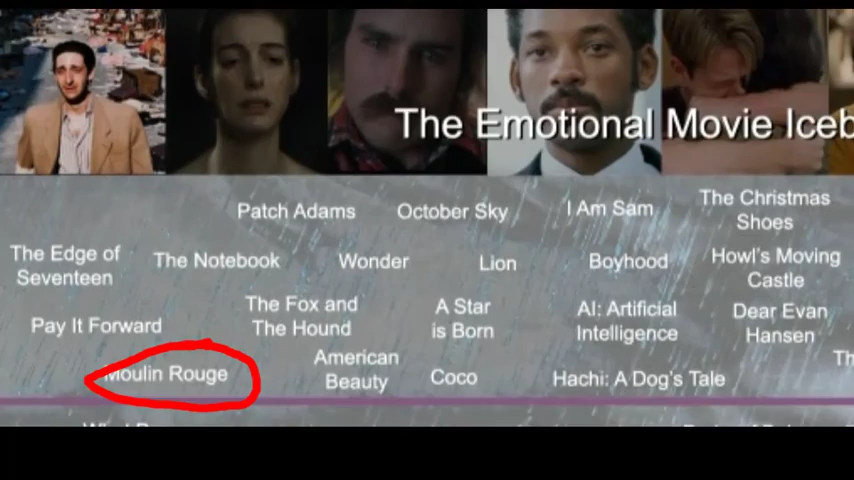 The Emotional Movie
Patch Adams October Sky I Am Sam The Christmas
Shoes
The Edge of
Seventeen The Notebook Wonder Lion Boyhood Howl's Moving
Castle
Pay It Forward The Fox and
The Hound A Star
is Born AI: Artificial
Intelligence Dear Evan
Hansen
Moulin Rouge American
Beauty Coco Hachi: A Dog's Tale